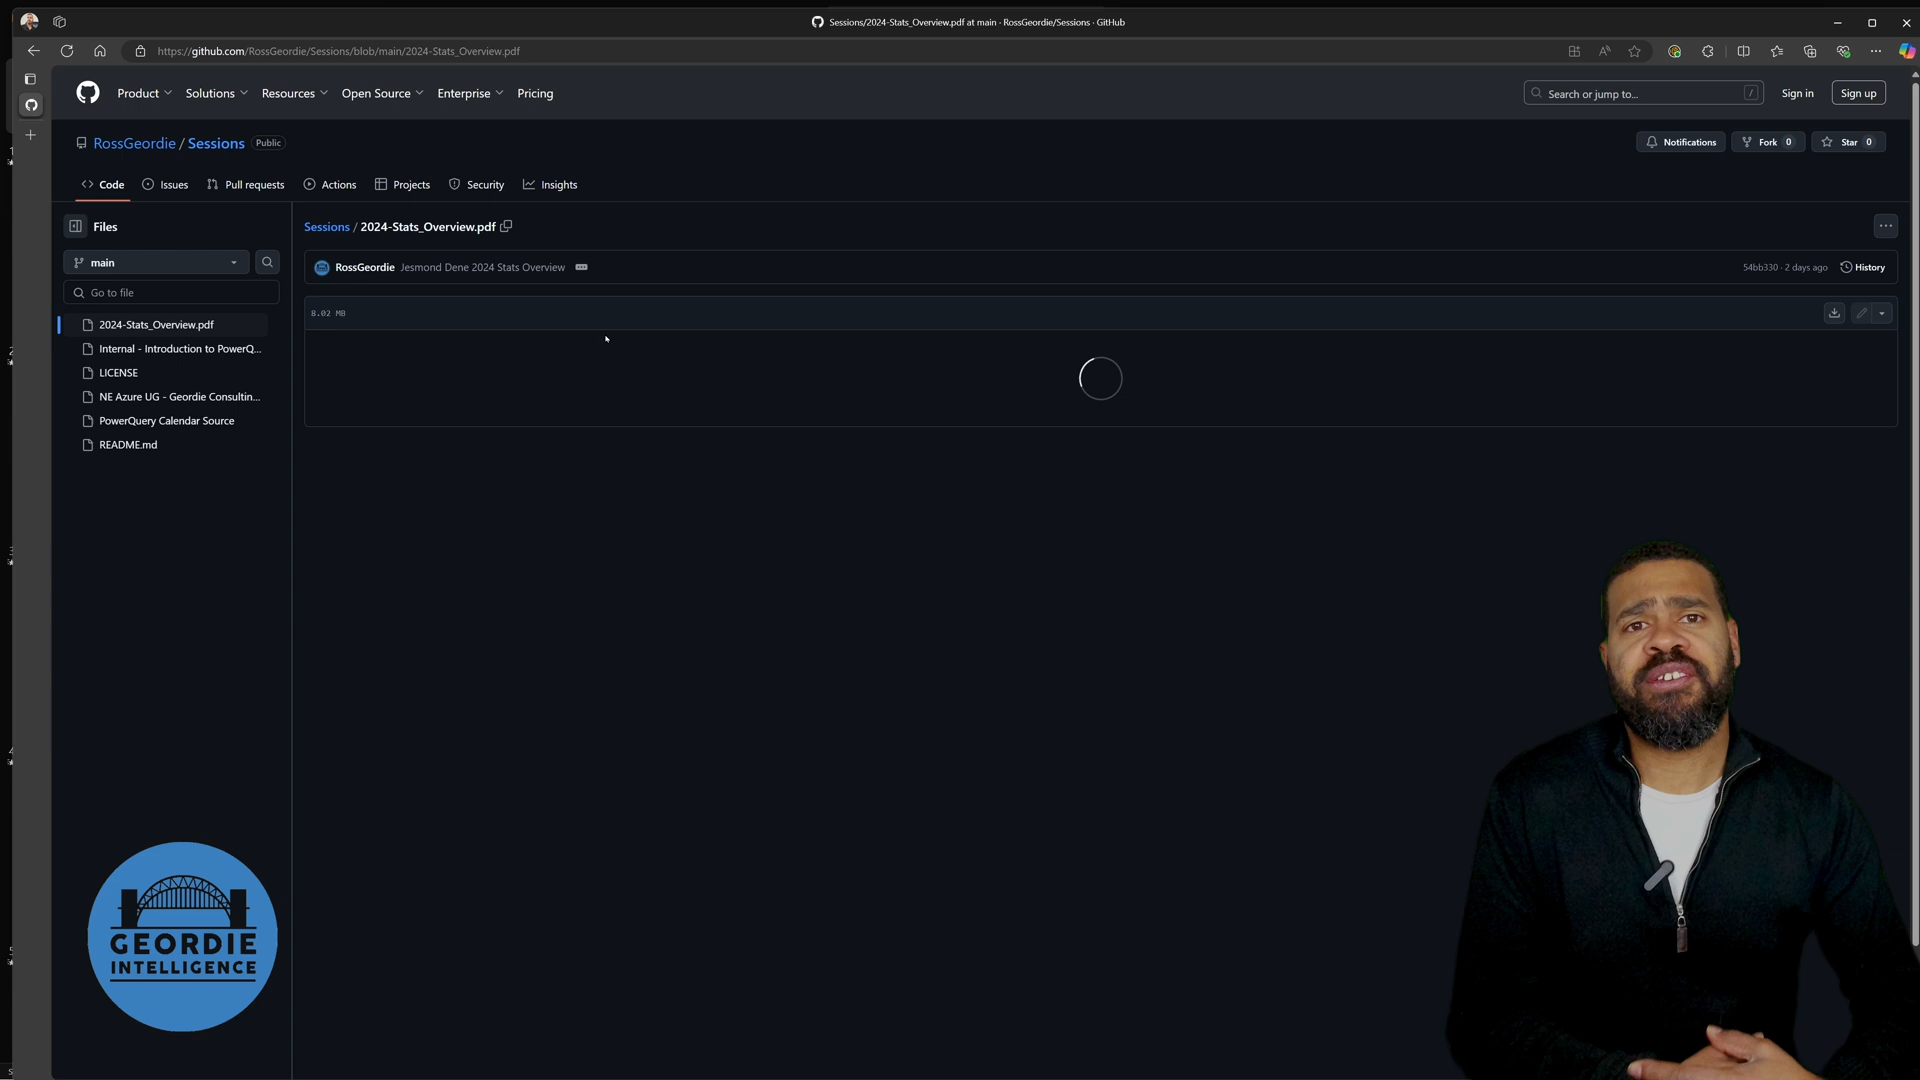 Sessions/2024-Stats_Overview.pdf at main · RossGeordie/Sessions · GitHub
https://github.com/RossGeordie/Sessions/blob/main/2024-Stats_Overview.pdf
Product Solutions Resources Open Source Enterprise Pricing
Search or jump to... /
Sign in
Sign up
RossGeordie / Sessions Public
Notifications
Fork 0
Star 0
Code Issues Pull requests Actions Projects Security Insights
Files
main
Go to file
2024-Stats_Overview.pdf
Internal - Introduction to PowerQ...
LICENSE
NE Azure UG - Geordie Consultin...
PowerQuery Calendar Source
README.md
Sessions / 2024-Stats_Overview.pdf
RossGeordie Jesmond Dene 2024 Stats Overview
54bb330 · 2 days ago History
8.02 MB
GEORDIE
INTELLIGENCE